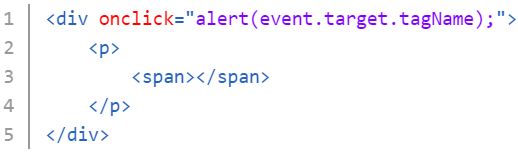 1 <div onclick="alert(event.target.tagName);">
2     <p>
3         <span></span>
4     </p>
5 </div>